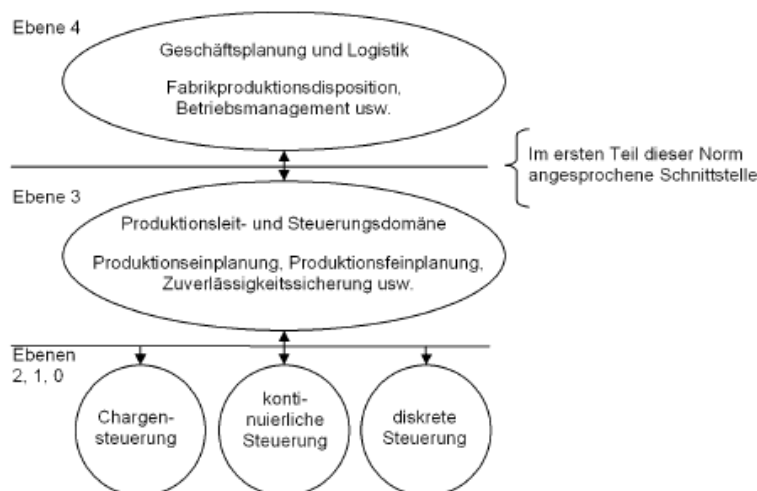 Ebene 4
Geschäftsplanung und Logistik
Fabrikproduktionsdisposition,
Betriebsmanagement usw.
Im ersten Teil dieser Norm
angesprochene Schnittstelle
Ebene 3
Produktionsleit- und Steuerungsdomäne
Produktionseinplanung, Produktionsfeinplanung,
Zuverlässigkeitssicherung usw.
Ebenen
2, 1, 0
Chargen-
steuerung
konti-
nuierliche
Steuerung
diskrete
Steuerung